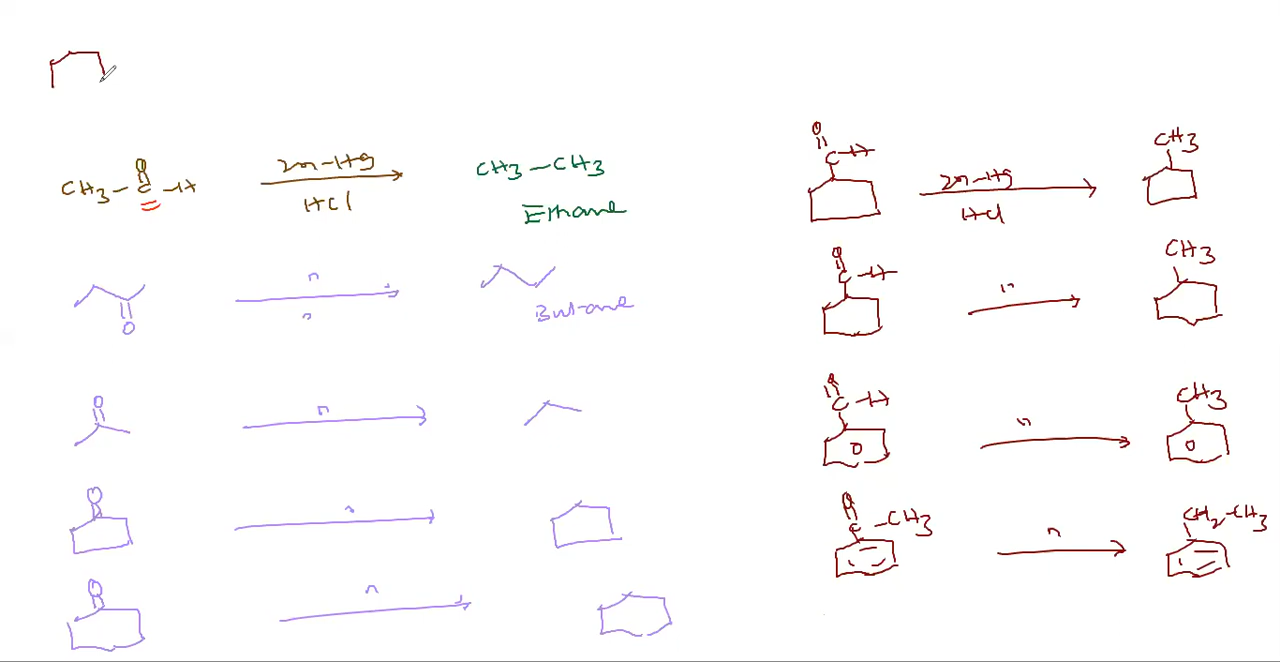 CH3-C-H
O
Zn-Hg
HCl
CH3-CH3
Ethane
O
"
"
Butane
O
"
O
"
O
"
O
C-H
Zn-Hg
HCl
CH3
O
C-H
"
CH3
O
C-H
"
CH3
O
C-CH3
"
CH2-CH3